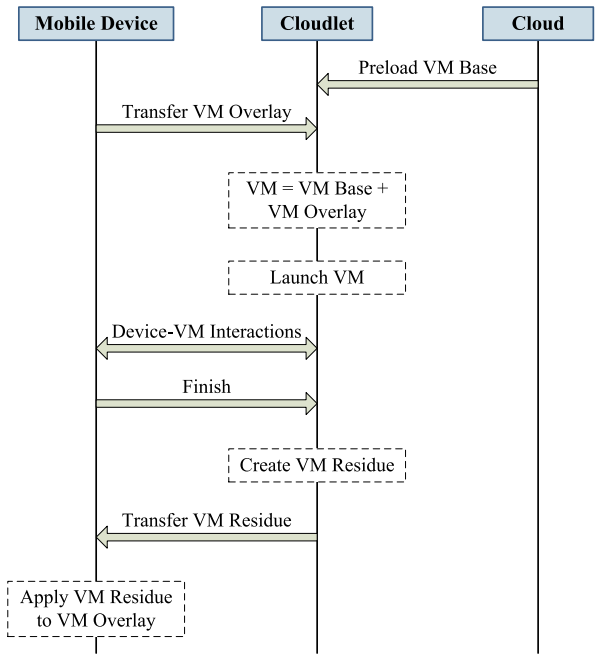 Mobile Device
Cloudlet
Cloud
Preload VM Base
Transfer VM Overlay
VM = VM Base +
VM Overlay
Launch VM
Device-VM Interactions
Finish
Create VM Residue
Transfer VM Residue
Apply VM Residue
to VM Overlay